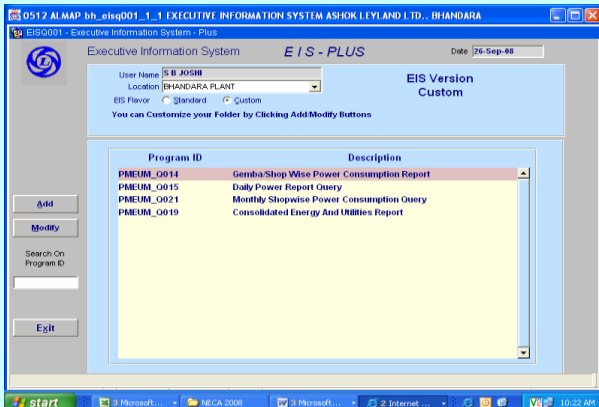 0512 ALMAP bh_eisq001_1_1 EXECUTIVE INFORMATION SYSTEM ASHOK LEYLAND LTD.. BHANDARA
EISQ001 - Executive Information System - Plus
Executive Information System
EIS-PLUS
Date 26-Sep-08
User Name S B JOSHI
Location BHANDARA PLANT
EIS Flavor Standard Custom
EIS Version
Custom
You can Customize your Folder by Clicking Add/Modify Buttons
Program ID Description
PMEUM_Q014 Gemba/Shop Wise Power Consumption Report
PMEUM_Q015 Daily Power Report Query
PMEUM_Q021 Monthly Shopwise Power Consumption Query
PMEUM_Q019 Consolidated Energy And Utilities Report
Add
Modify
Search On
Program ID
Exit
start 3 Microsoft... NECA 2008 3 Microsoft... 2 Internet ... 10:22 AM